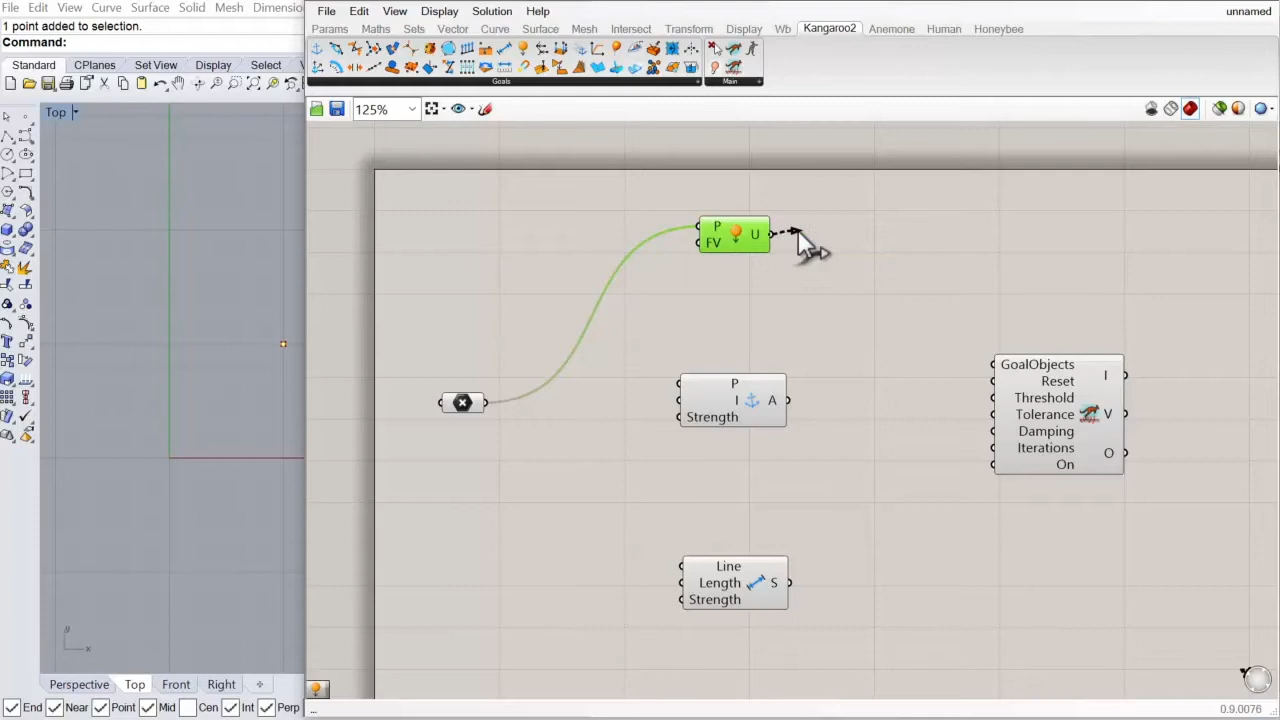 File Edit View Curve Surface Solid Mesh Dimensio
1 point added to selection.
Command:
Standard CPlanes Set View Display Select
Top
y
x
Perspective Top Front Right
End Near Point Mid Cen Int Perp
File Edit View Display Solution Help
unnamed
Params Maths Sets Vector Curve Surface Mesh Intersect Transform Display Wb Kangaroo2 Anemone Human Honeybee
Goals
Main
125%
P
FV
U
P
I
Strength
A
GoalObjects
Reset
Threshold
Tolerance
Damping
Iterations
On
I
V
O
Line
Length
Strength
S
...
0.9.0076